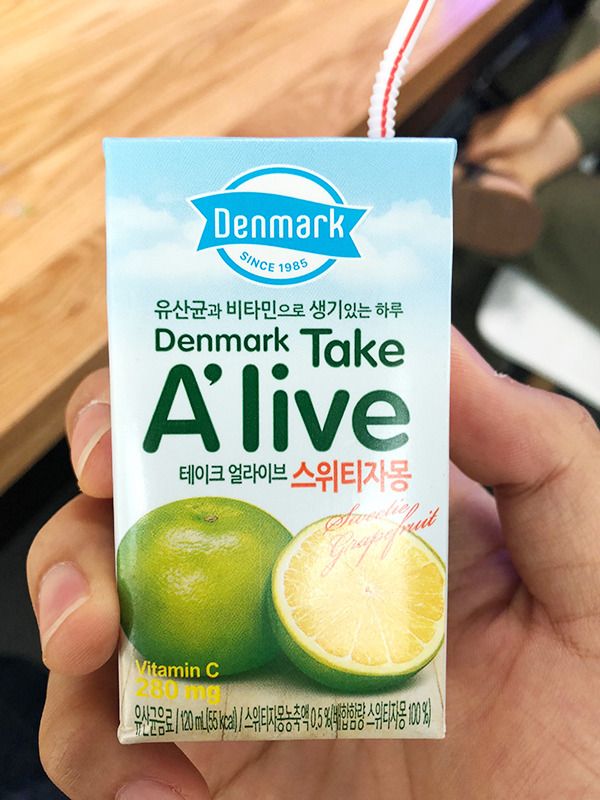 Denmark
SINCE 1985
유산균과 비타민으로 생기있는 하루
Denmark Take
A'live
테이크 얼라이브 스위티자몽
Sweetie
Grapefruit
Vitamin C
280 mg
유산균음료 / 120 mL(55 kcal) / 스위티자몽농축액 0.5 %(배합함량 스위티자몽 100 %)